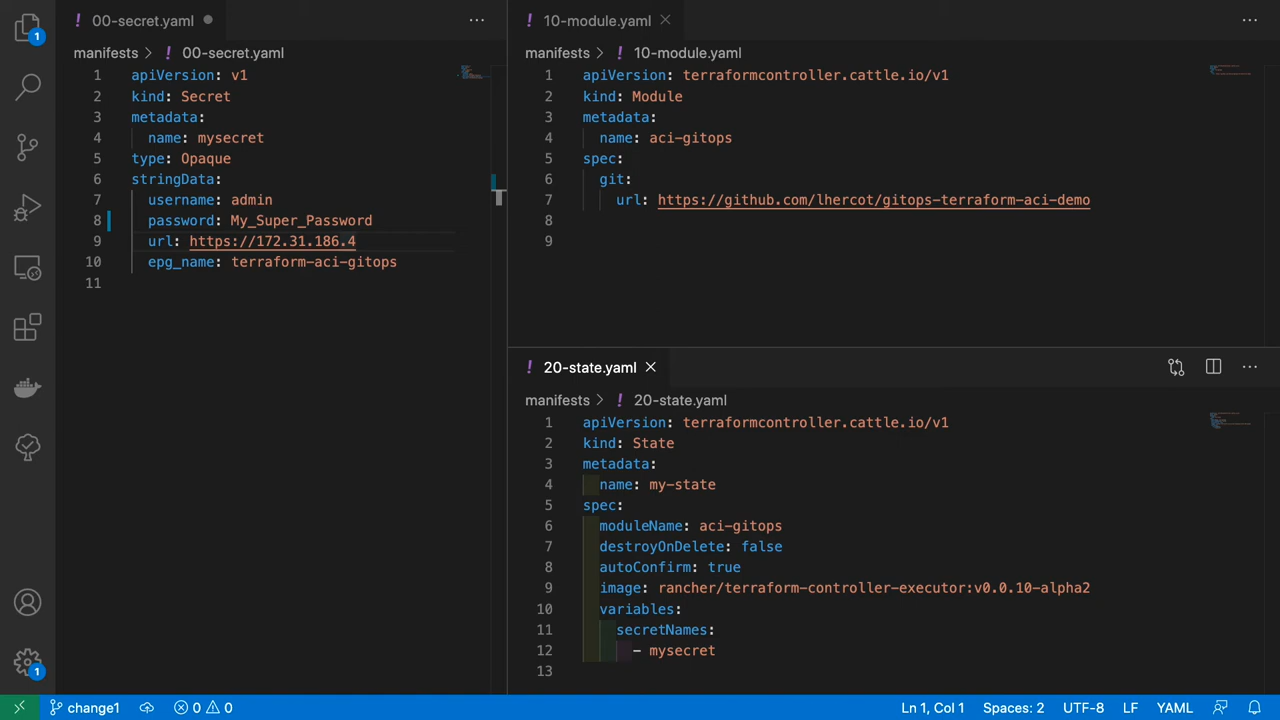 00-secret.yaml
manifests > 00-secret.yaml
1 apiVersion: v1
2 kind: Secret
3 metadata:
4 name: mysecret
5 type: Opaque
6 stringData:
7 username: admin
8 password: My_Super_Password
9 url: https://172.31.186.4
10 epg_name: terraform-aci-gitops
11
10-module.yaml
manifests > 10-module.yaml
1 apiVersion: terraformcontroller.cattle.io/v1
2 kind: Module
3 metadata:
4 name: aci-gitops
5 spec:
6 git:
7 url: https://github.com/lhercot/gitops-terraform-aci-demo
8
9
20-state.yaml
manifests > 20-state.yaml
1 apiVersion: terraformcontroller.cattle.io/v1
2 kind: State
3 metadata:
4 name: my-state
5 spec:
6 moduleName: aci-gitops
7 destroyOnDelete: false
8 autoConfirm: true
9 image: rancher/terraform-controller-executor:v0.0.10-alpha2
10 variables:
11 secretNames:
12 - mysecret
13
1
1
change1 0 0 Ln 1, Col 1 Spaces: 2 UTF-8 LF YAML